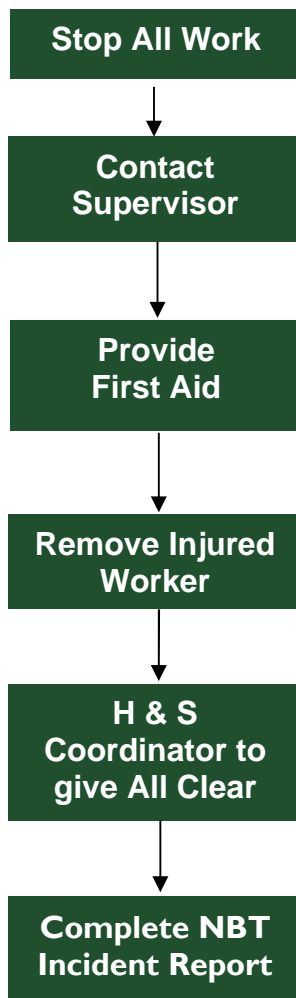 Stop All Work
Contact
Supervisor
Provide
First Aid
Remove Injured
Worker
H & S
Coordinator to
give All Clear
Complete NBT
Incident Report